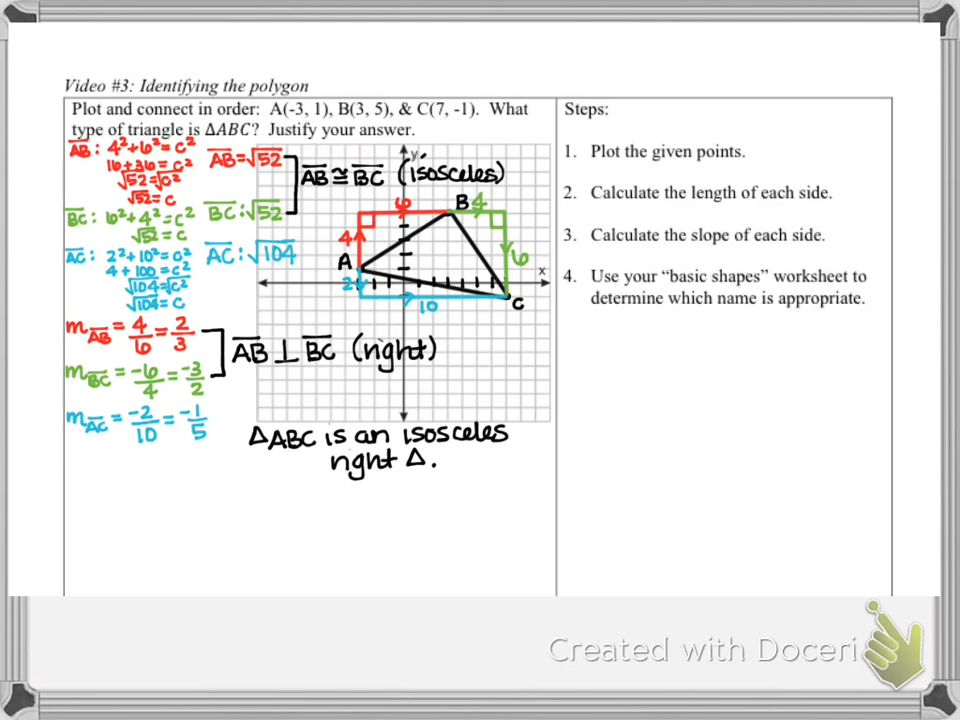 Video #3: Identifying the polygon
Plot and connect in order: A(-3, 1), B(3, 5), & C(7, -1). What
type of triangle is ΔABC? Justify your answer.
AB̅: 4²+6²=c²
16+36=c²
√52=√c²
√52=c
BC̅: 6²+4²=c²
√52=c
AC̅: 2²+10²=c²
4+100=c²
√104=√c²
√104=c
AB̅=√52
BC̅:√52
AC̅:√104
AB̅≅BC̅ (isosceles)
y
6
B
4
4
6
A
x
2
10
C
m AB̅ = 4/6 = 2/3
m BC̅ = -6/4 = -3/2
m AC̅ = -2/10 = -1/5
AB̅ ⊥ BC̅ (right)
ΔABC is an isosceles
right Δ.
Steps:
1. Plot the given points.
2. Calculate the length of each side.
3. Calculate the slope of each side.
4. Use your “basic shapes” worksheet to
determine which name is appropriate.
Created with Doceri